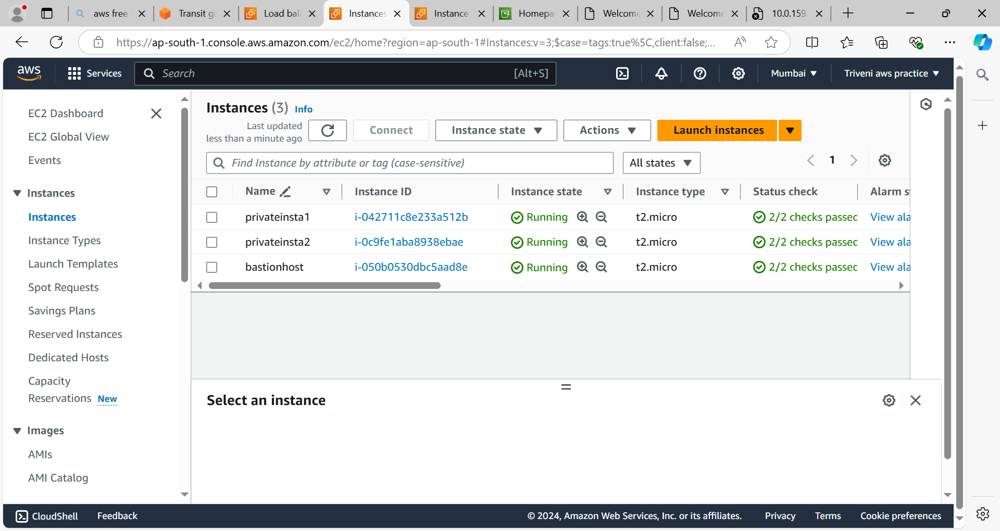 aws free
Transit ga
Load bala
Instances
Instance
Homepa
Welcome
Welcome
10.0.159.
https://ap-south-1.console.aws.amazon.com/ec2/home?region=ap-south-1#Instances:v=3;$case=tags:true%5C,client:false;...
aws
Services
Search
[Alt+S]
Mumbai
Triveni aws practice
EC2 Dashboard
EC2 Global View
Events
Instances
Instances
Instance Types
Launch Templates
Spot Requests
Savings Plans
Reserved Instances
Dedicated Hosts
Capacity
Reservations New
Images
AMIs
AMI Catalog
Instances (3) Info
Last updated
less than a minute ago
Connect
Instance state
Actions
Launch instances
Find Instance by attribute or tag (case-sensitive)
All states
1
Name Instance ID Instance state Instance type Status check Alarm s
privateinsta1 i-042711c8e233a512b Running t2.micro 2/2 checks passed View ala
privateinsta2 i-0c9fe1aba8938ebae Running t2.micro 2/2 checks passed View ala
bastionhost i-050b0530dbc5aad8e Running t2.micro 2/2 checks passed View ala
Select an instance
CloudShell
Feedback
© 2024, Amazon Web Services, Inc. or its affiliates.
Privacy
Terms
Cookie preferences